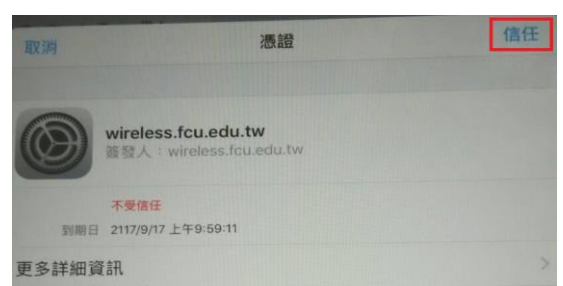 取消 憑證 信任
wireless.fcu.edu.tw
簽發人：wireless.fcu.edu.tw
不受信任
到期日 2117/9/17 上午9:59:11
更多詳細資訊